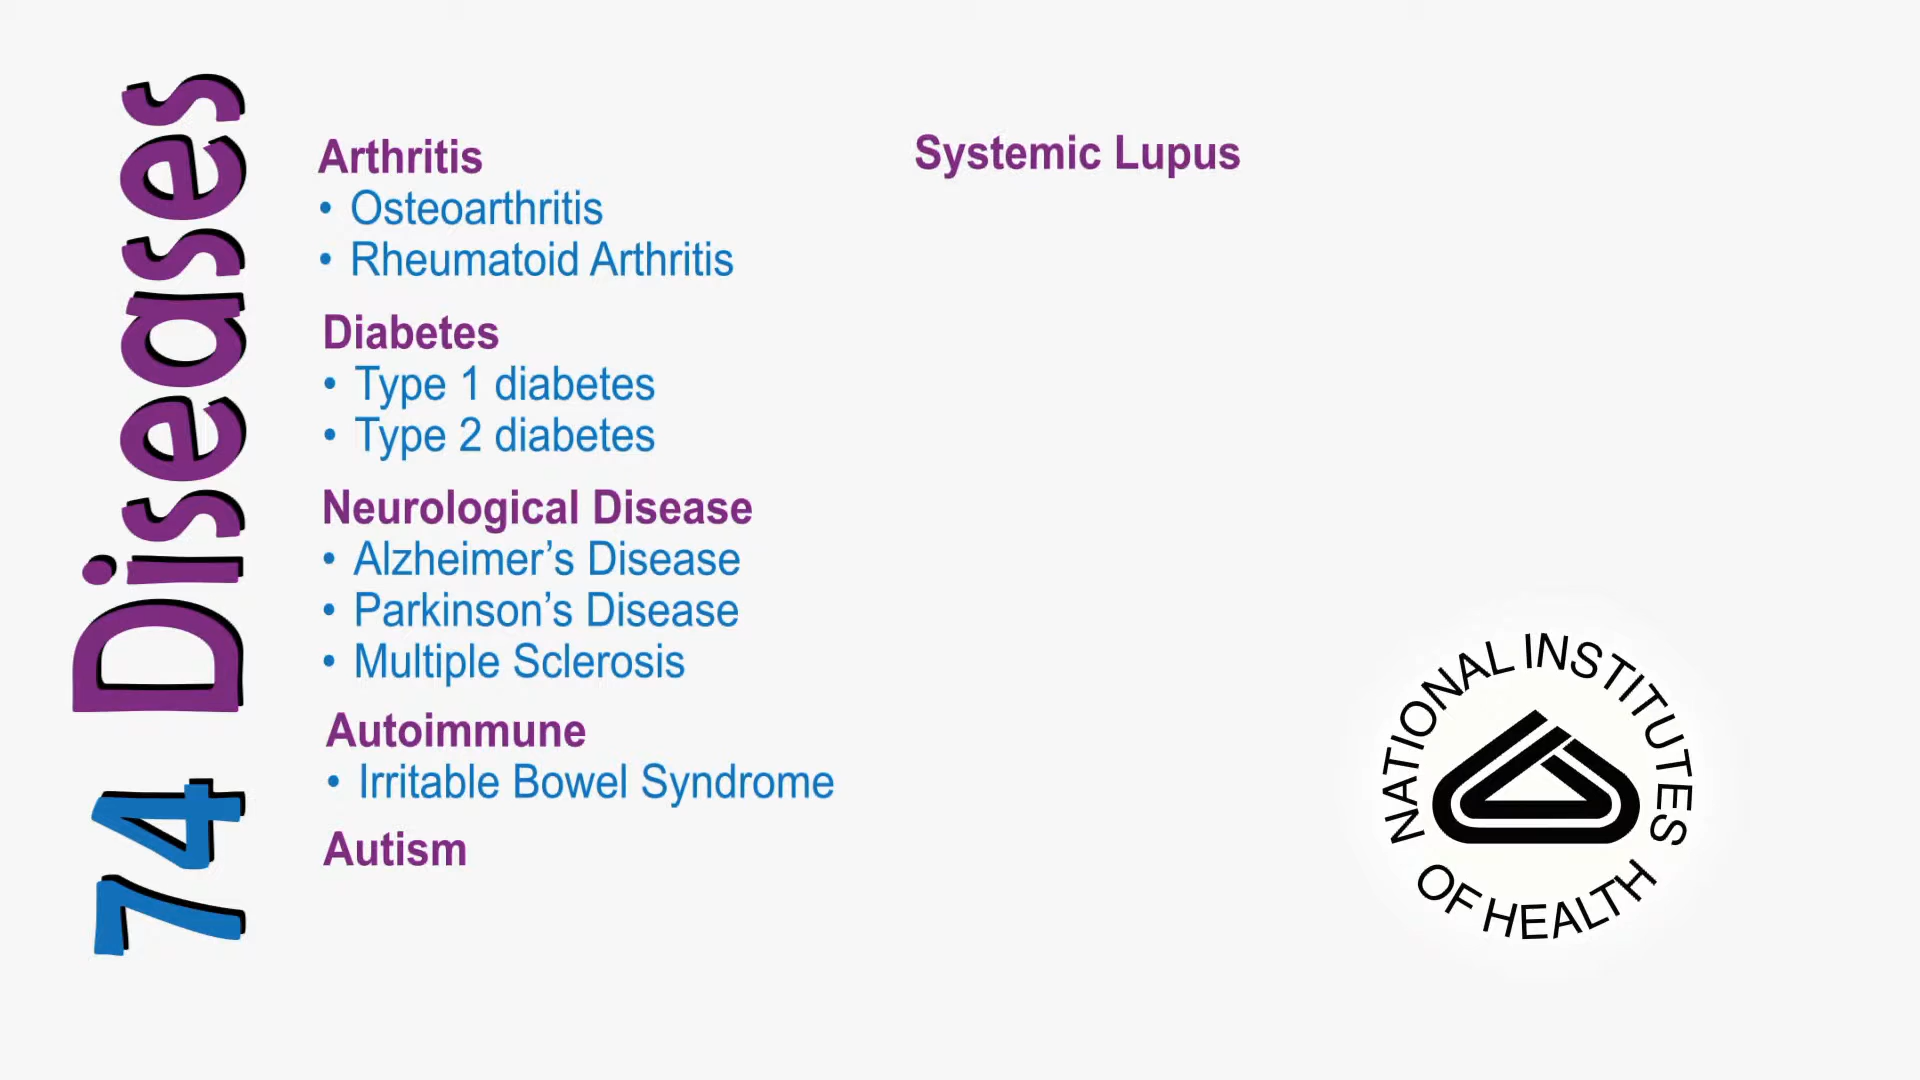 74 Diseases
Arthritis
• Osteoarthritis
• Rheumatoid Arthritis
Diabetes
• Type 1 diabetes
• Type 2 diabetes
Neurological Disease
• Alzheimer’s Disease
• Parkinson’s Disease
• Multiple Sclerosis
Autoimmune
• Irritable Bowel Syndrome
Autism
Systemic Lupus
NATIONAL INSTITUTES
OF HEALTH